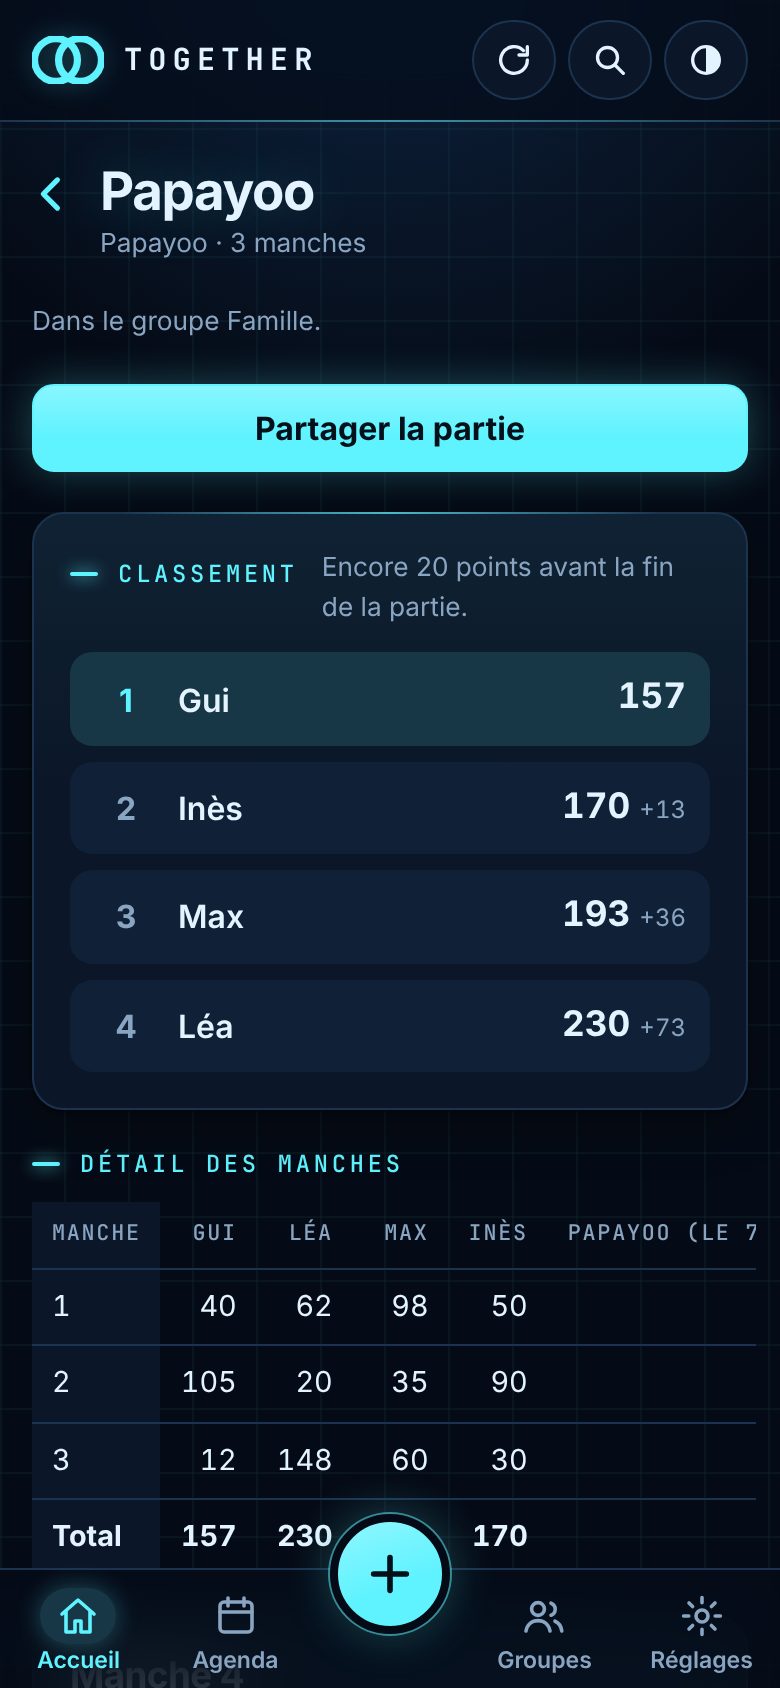 TOGETHER
Papayoo
Papayoo · 3 manches
Dans le groupe Famille.
Partager la partie
CLASSEMENT
Encore 20 points avant la fin
de la partie.
1 Gui 157
2 Inès 170 +13
3 Max 193 +36
4 Léa 230 +73
DÉTAIL DES MANCHES
MANCHE GUI LÉA MAX INÈS PAPAYOO (LE 7
1 40 62 98 50
2 105 20 35 90
3 12 148 60 30
Total 157 230 170
Accueil Agenda Groupes Réglages
Manche 4